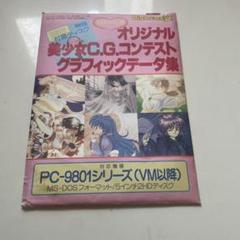 オリジナル
美少女C.G.コンテスト
グラフィックデータ集
対応機種
PC-9801シリーズ(VM以降)
MS-DOSフォーマット/5インチ2HDディスク